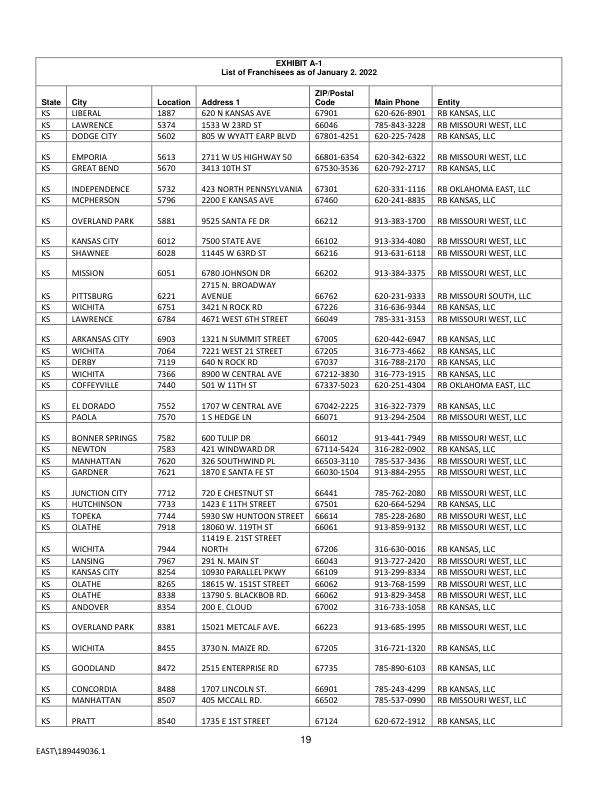 EXHIBIT A-1
List of Franchisees as of January 2. 2022
State City Location Address 1 ZIP/Postal Code Main Phone Entity
KS LIBERAL 1887 620 N KANSAS AVE 67901 620-626-8901 RB KANSAS, LLC
KS LAWRENCE 5374 1533 W 23RD ST 66046 785-843-3228 RB MISSOURI WEST, LLC
KS DODGE CITY 5602 805 W WYATT EARP BLVD 67801-4251 620-225-7428 RB KANSAS, LLC
KS EMPORIA 5613 2711 W US HIGHWAY 50 66801-6354 620-342-6322 RB MISSOURI WEST, LLC
KS GREAT BEND 5670 3413 10TH ST 67530-3536 620-792-2717 RB KANSAS, LLC
KS INDEPENDENCE 5732 423 NORTH PENNSYLVANIA 67301 620-331-1116 RB OKLAHOMA EAST, LLC
KS MCPHERSON 5796 2200 E KANSAS AVE 67460 620-241-8835 RB KANSAS, LLC
KS OVERLAND PARK 5881 9525 SANTA FE DR 66212 913-383-1700 RB MISSOURI WEST, LLC
KS KANSAS CITY 6012 7500 STATE AVE 66102 913-334-4080 RB MISSOURI WEST, LLC
KS SHAWNEE 6028 11445 W 63RD ST 66216 913-631-6118 RB MISSOURI WEST, LLC
KS MISSION 6051 6780 JOHNSON DR 66202 913-384-3375 RB MISSOURI WEST, LLC
KS PITTSBURG 6221 2715 N. BROADWAY AVENUE 66762 620-231-9333 RB MISSOURI SOUTH, LLC
KS WICHITA 6751 3421 N ROCK RD 67226 316-636-9344 RB KANSAS, LLC
KS LAWRENCE 6784 4671 WEST 6TH STREET 66049 785-331-3153 RB MISSOURI WEST, LLC
KS ARKANSAS CITY 6903 1321 N SUMMIT STREET 67005 620-442-6947 RB KANSAS, LLC
KS WICHITA 7064 7221 WEST 21 STREET 67205 316-773-4662 RB KANSAS, LLC
KS DERBY 7119 640 N ROCK RD 67037 316-788-2170 RB KANSAS, LLC
KS WICHITA 7366 8900 W CENTRAL AVE 67212-3830 316-773-1915 RB KANSAS, LLC
KS COFFEYVILLE 7440 501 W 11TH ST 67337-5023 620-251-4304 RB OKLAHOMA EAST, LLC
KS EL DORADO 7552 1707 W CENTRAL AVE 67042-2225 316-322-7379 RB KANSAS, LLC
KS PAOLA 7570 1 S HEDGE LN 66071 913-294-2504 RB MISSOURI WEST, LLC
KS BONNER SPRINGS 7582 600 TULIP DR 66012 913-441-7949 RB MISSOURI WEST, LLC
KS NEWTON 7583 421 WINDWARD DR 67114-5424 316-282-0902 RB KANSAS, LLC
KS MANHATTAN 7620 326 SOUTHWIND PL 66503-3110 785-537-3436 RB MISSOURI WEST, LLC
KS GARDNER 7621 1870 E SANTA FE ST 66030-1504 913-884-2955 RB MISSOURI WEST, LLC
KS JUNCTION CITY 7712 720 E CHESTNUT ST 66441 785-762-2080 RB MISSOURI WEST, LLC
KS HUTCHINSON 7733 1423 E 11TH STREET 67501 620-664-5294 RB KANSAS, LLC
KS TOPEKA 7744 5930 SW HUNTOON STREET 66614 785-228-2680 RB MISSOURI WEST, LLC
KS OLATHE 7918 18060 W. 119TH ST 66061 913-859-9132 RB MISSOURI WEST, LLC
KS WICHITA 7944 11419 E. 21ST STREET NORTH 67206 316-630-0016 RB KANSAS, LLC
KS LANSING 7967 291 N. MAIN ST 66043 913-727-2420 RB MISSOURI WEST, LLC
KS KANSAS CITY 8254 10930 PARALLEL PKWY 66109 913-299-8334 RB MISSOURI WEST, LLC
KS OLATHE 8265 18615 W. 151ST STREET 66062 913-768-1599 RB MISSOURI WEST, LLC
KS OLATHE 8338 13790 S. BLACKBOB RD. 66062 913-829-3458 RB MISSOURI WEST, LLC
KS ANDOVER 8354 200 E. CLOUD 67002 316-733-1058 RB KANSAS, LLC
KS OVERLAND PARK 8381 15021 METCALF AVE. 66223 913-685-1995 RB MISSOURI WEST, LLC
KS WICHITA 8455 3730 N. MAIZE RD. 67205 316-721-1320 RB KANSAS, LLC
KS GOODLAND 8472 2515 ENTERPRISE RD 67735 785-890-6103 RB KANSAS, LLC
KS CONCORDIA 8488 1707 LINCOLN ST. 66901 785-243-4299 RB KANSAS, LLC
KS MANHATTAN 8507 405 MCCALL RD. 66502 785-537-0990 RB MISSOURI WEST, LLC
KS PRATT 8540 1735 E 1ST STREET 67124 620-672-1912 RB KANSAS, LLC
19
EAST\189449036.1